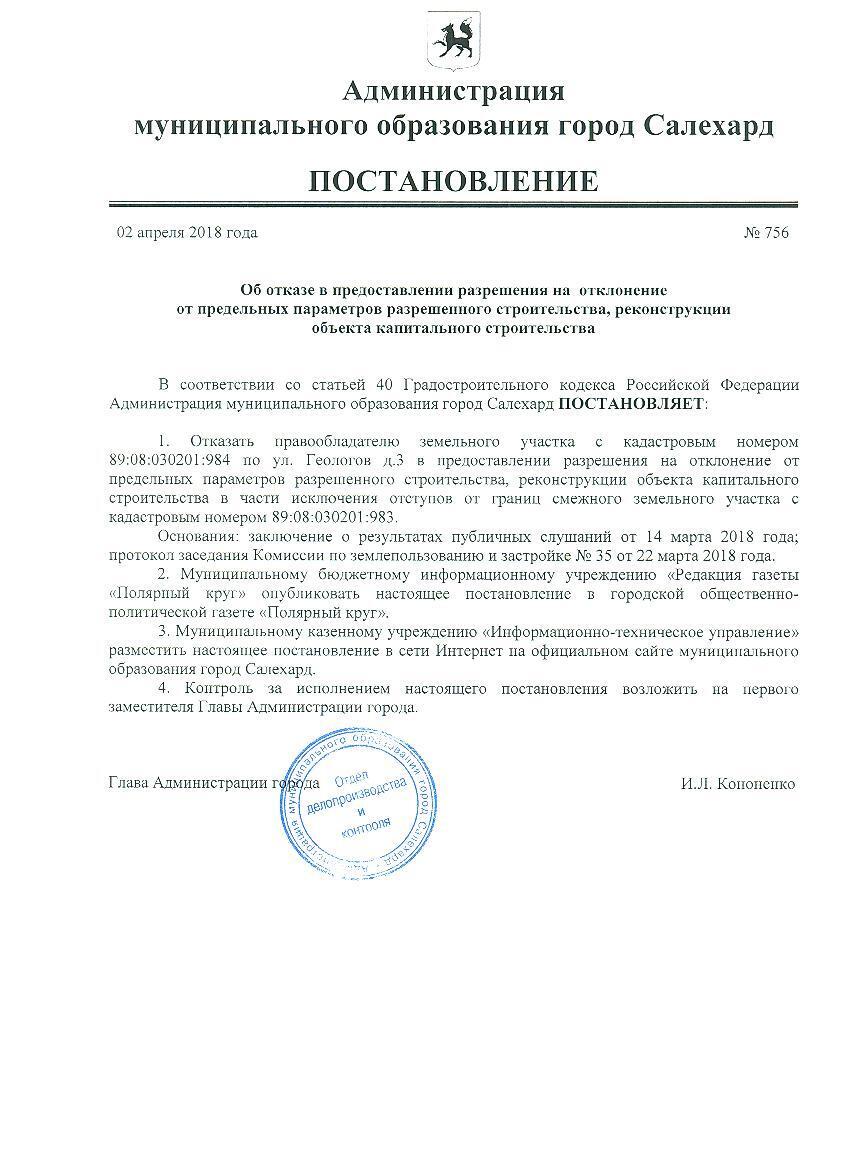 Администрация
муниципального образования город Салехард
ПОСТАНОВЛЕНИЕ
02 апреля 2018 года № 756
Об отказе в предоставлении разрешения на отклонение
от предельных параметров разрешенного строительства, реконструкции
объекта капитального строительства
В соответствии со статьей 40 Градостроительного кодекса Российской Федерации
Администрация муниципального образования город Салехард ПОСТАНОВЛЯЕТ:
1. Отказать правообладателю земельного участка с кадастровым номером
89:08:030201:984 по ул. Геологов д.3 в предоставлении разрешения на отклонение от
предельных параметров разрешенного строительства, реконструкции объекта капитального
строительства в части исключения отступов от границ смежного земельного участка с
кадастровым номером 89:08:030201:983.
Основания: заключение о результатах публичных слушаний от 14 марта 2018 года;
протокол заседания Комиссии по землепользованию и застройке № 35 от 22 марта 2018 года.
2. Муниципальному бюджетному информационному учреждению «Редакция газеты
«Полярный круг» опубликовать настоящее постановление в городской общественно-
политической газете «Полярный круг».
3. Муниципальному казенному учреждению «Информационно-техническое управление»
разместить настоящее постановление в сети Интернет на официальном сайте муниципального
образования город Салехард.
4. Контроль за исполнением настоящего постановления возложить на первого
заместителя Главы Администрации города.
Глава Администрации города И.Л. Кононенко
муниципального образования город Салехард
Отдел
делопроизводства
и
контроля